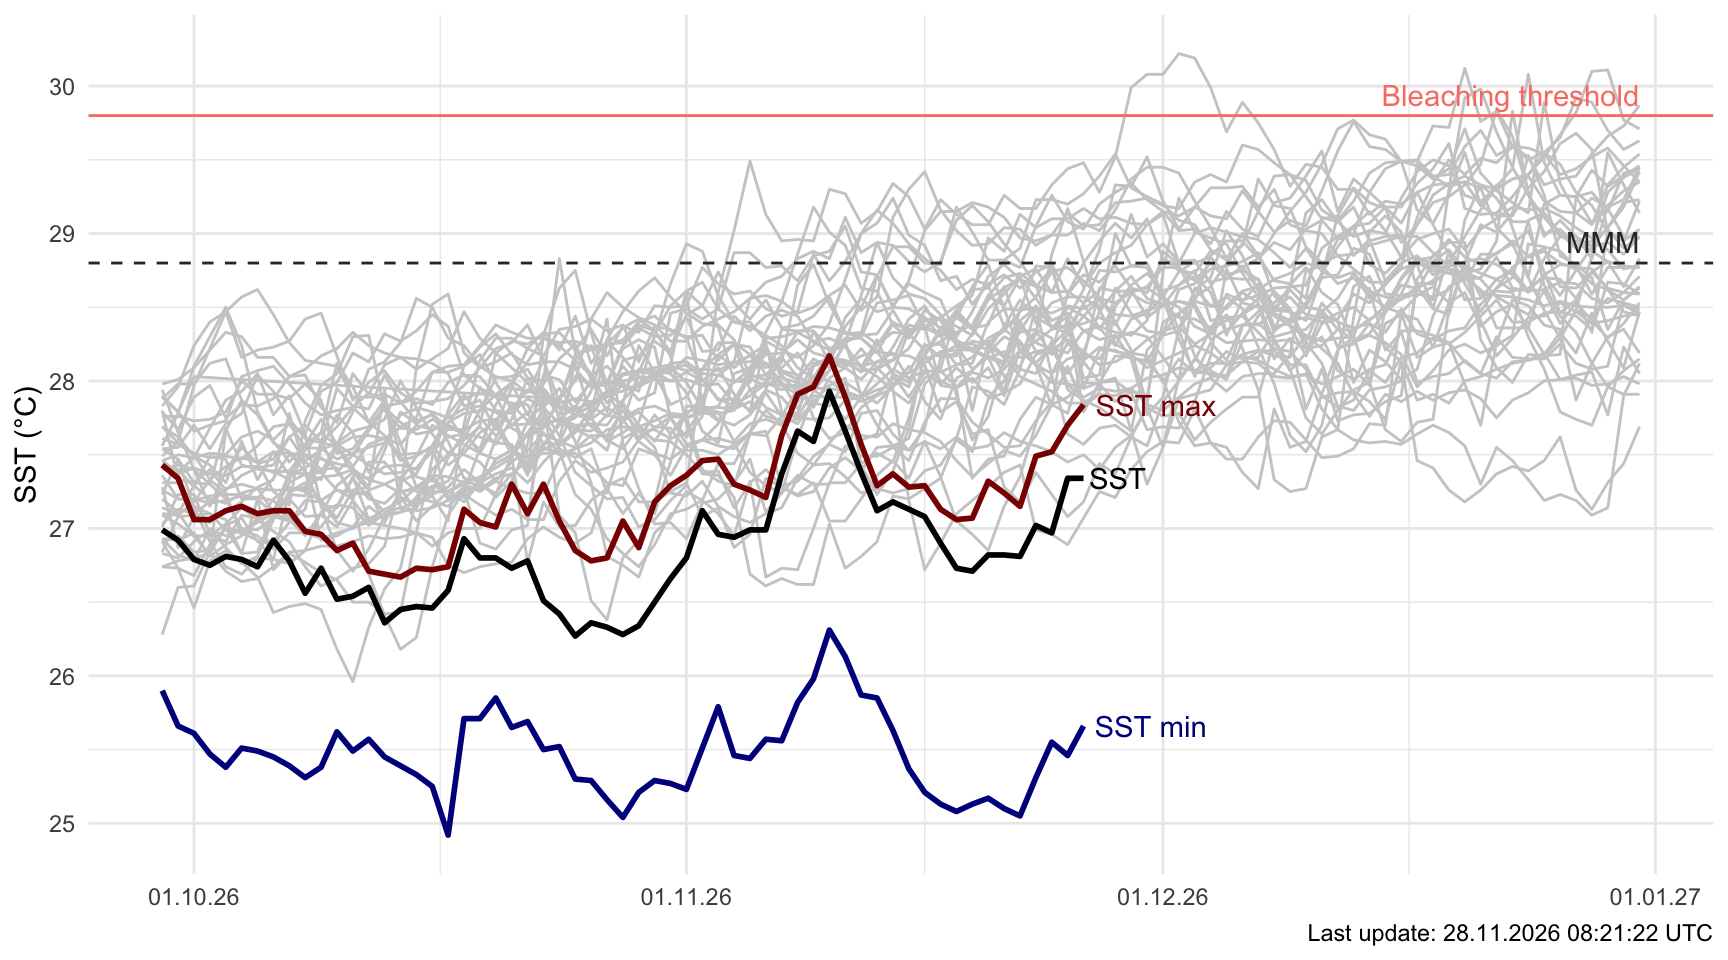 30
Bleaching threshold
29
MMM
28
SST max
SST (°C)
SST
27
26
SST min
25
01.10.26
01.11.26
01.12.26
01.01.27
Last update: 28.11.2026 08:21:22 UTC